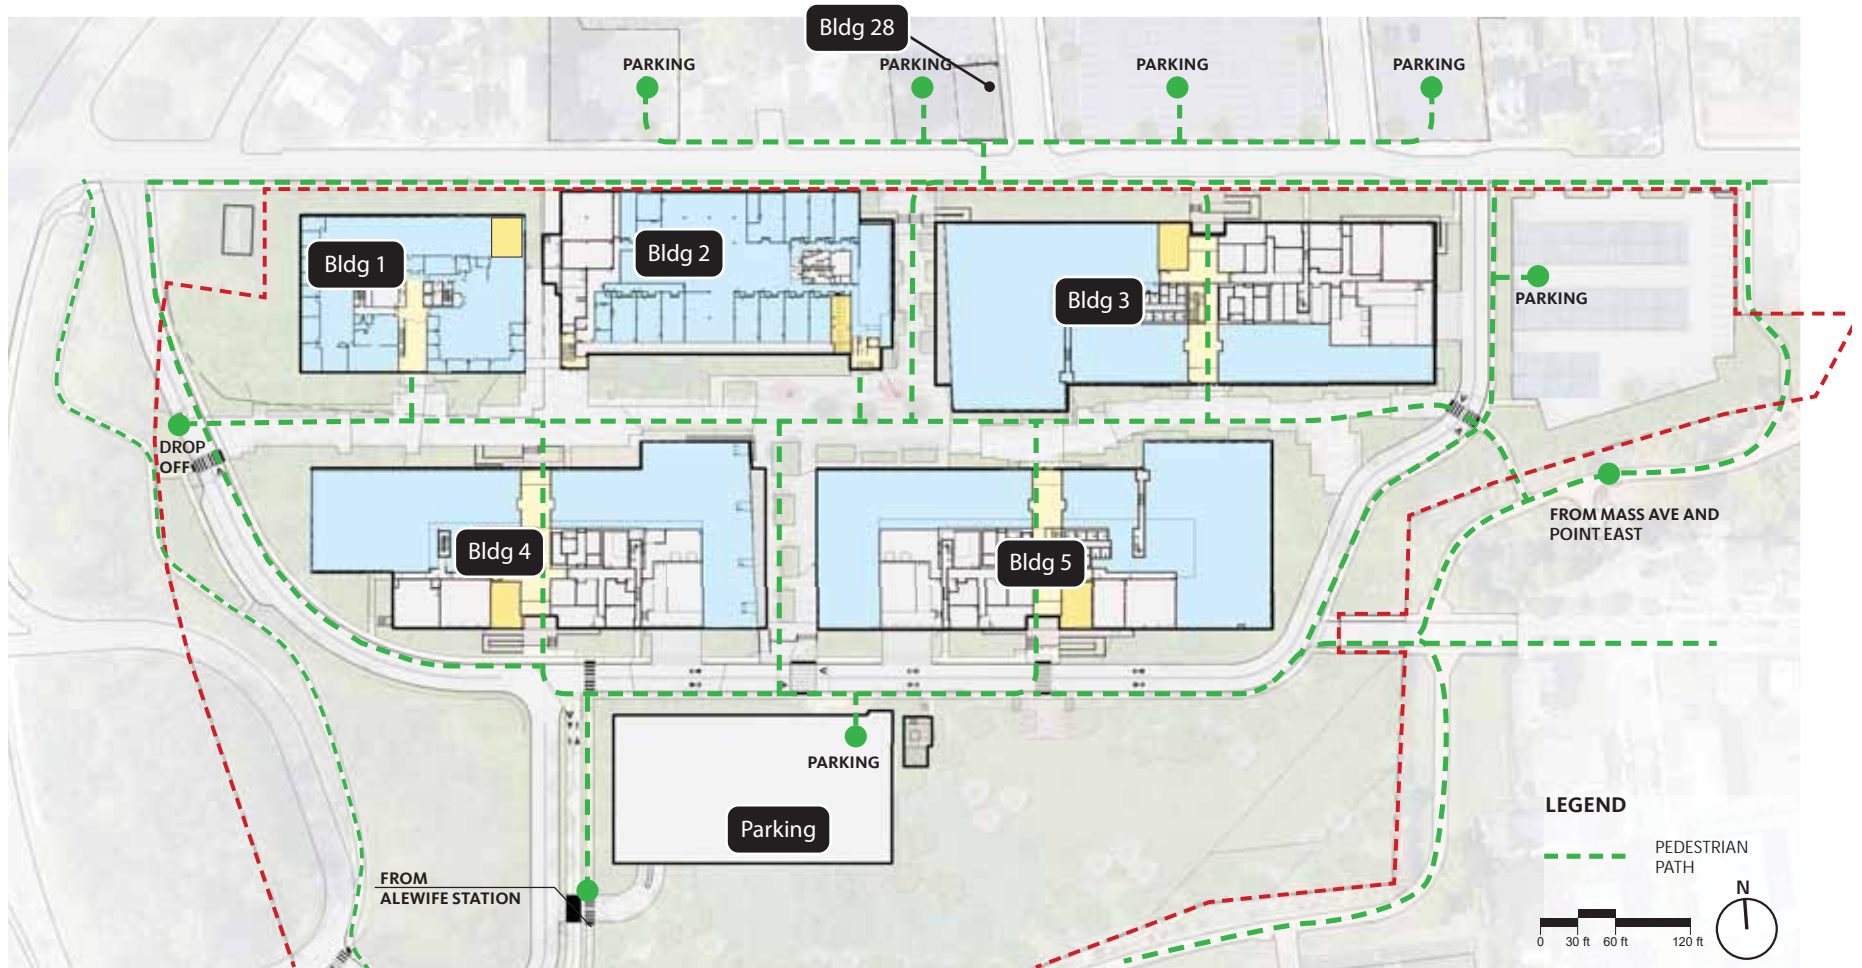 Bldg 28
PARKING
PARKING
PARKING
PARKING
Bldg 1
Bldg 2
Bldg 3
PARKING
DROP
OFF
Bldg 4
Bldg 5
FROM MASS AVE AND
POINT EAST
PARKING
Parking
FROM
ALEWIFE STATION
LEGEND
PEDESTRIAN
PATH
N
0 30 ft 60 ft 120 ft